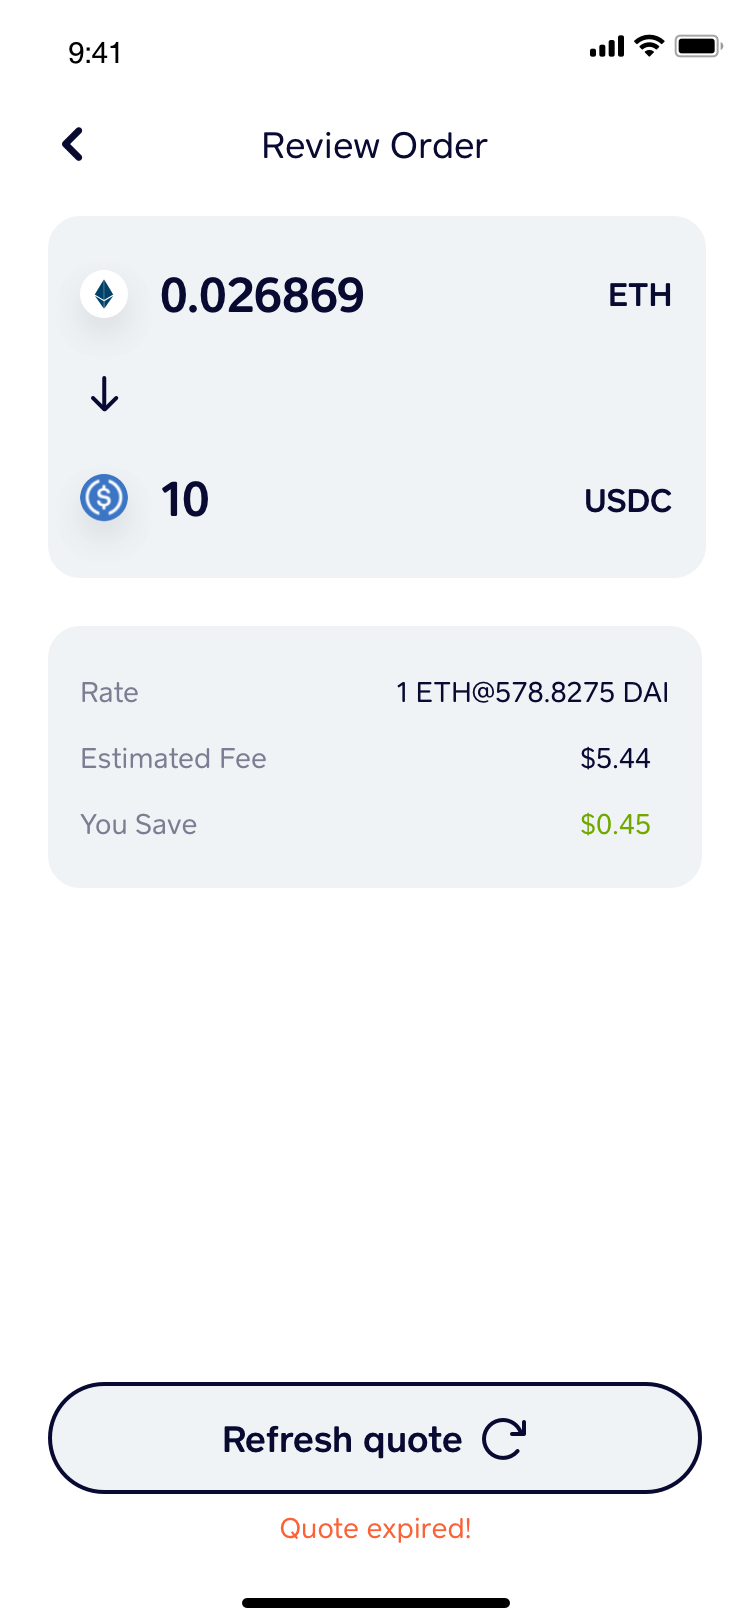 9:41
Review Order
0.026869 ETH
10 USDC
Rate 1 ETH@578.8275 DAI
Estimated Fee $5.44
You Save $0.45
Refresh quote
Quote expired!